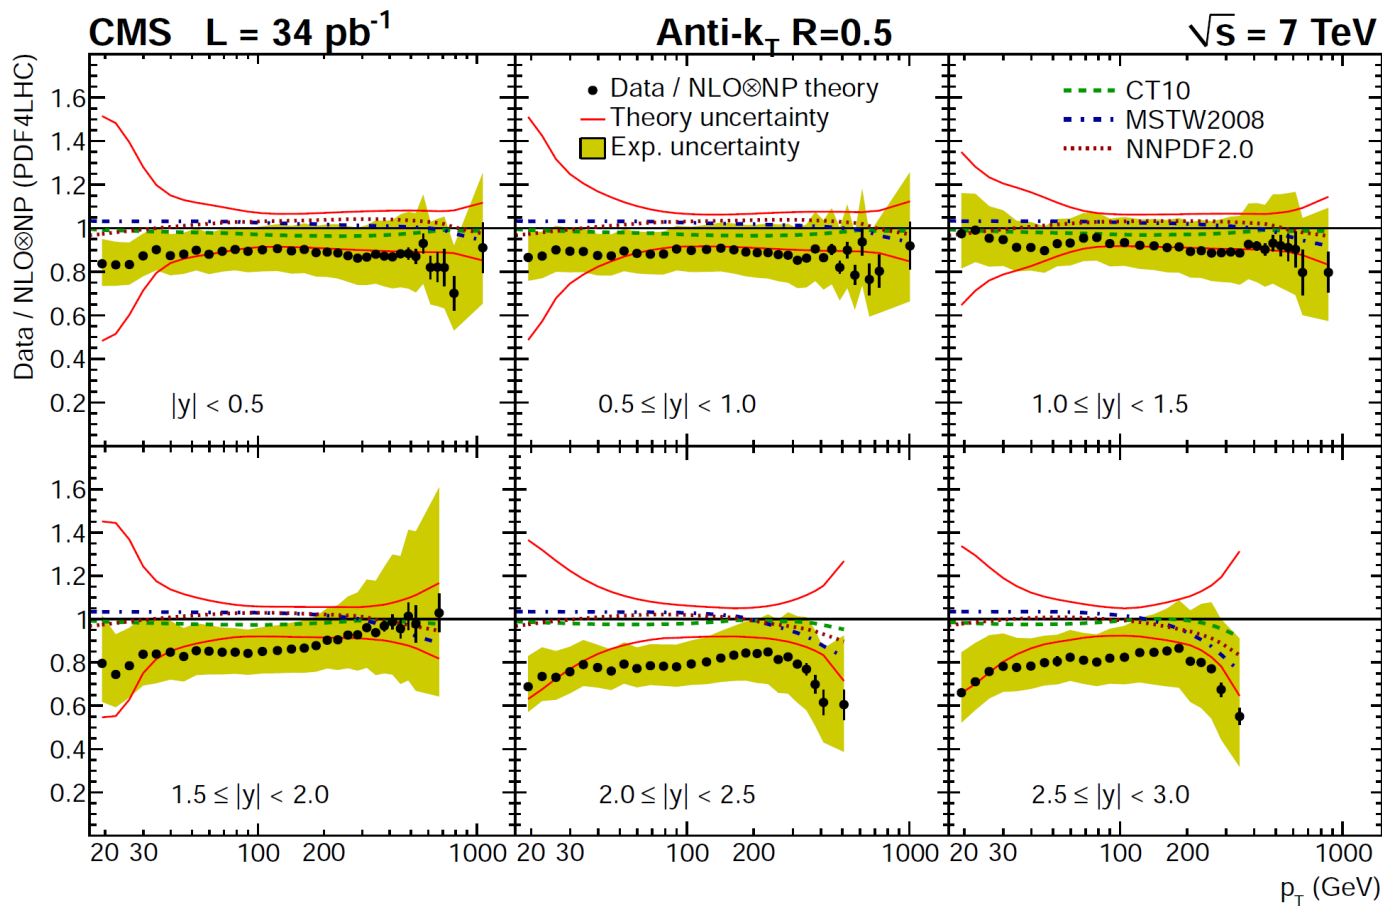 CMS L = 34 pb⁻¹ Anti-k_T R=0.5 √s = 7 TeV
Data / NLO⊗NP (PDF4LHC)
1.6
1.4
1.2
1
0.8
0.6
0.4
0.2
|y| < 0.5
Data / NLO⊗NP theory
Theory uncertainty
Exp. uncertainty
0.5 ≤ |y| < 1.0
CT10
MSTW2008
NNPDF2.0
1.0 ≤ |y| < 1.5
1.6
1.4
1.2
1
0.8
0.6
0.4
0.2
1.5 ≤ |y| < 2.0
2.0 ≤ |y| < 2.5
2.5 ≤ |y| < 3.0
20 30 100 200 1000
20 30 100 200 1000
20 30 100 200 1000
p_T (GeV)